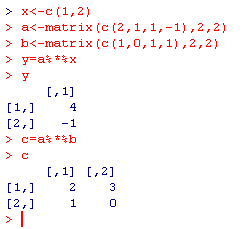 > x<-c(1,2)
> a<-matrix(c(2,1,1,-1),2,2)
> b<-matrix(c(1,0,1,1),2,2)
> y=a%*%x
> y
     [,1]
[1,]    4
[2,]   -1
> c=a%*%b
> c
     [,1] [,2]
[1,]    2    3
[2,]    1    0
>